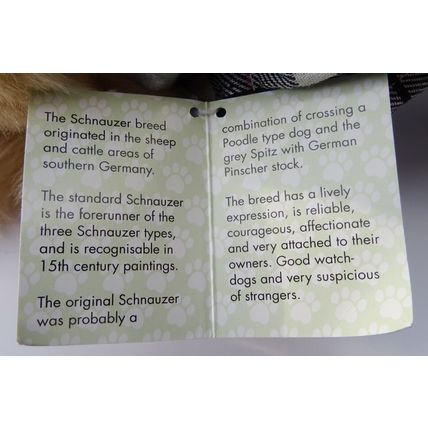 The Schnauzer breed
originated in the sheep
and cattle areas of
southern Germany.
The standard Schnauzer
is the forerunner of the
three Schnauzer types,
and is recognisable in
15th century paintings.
The original Schnauzer
was probably a
combination of crossing a
Poodle type dog and the
grey Spitz with German
Pinscher stock.
The breed has a lively
expression, is reliable,
courageous, affectionate
and very attached to their
owners. Good watch-
dogs and very suspicious
of strangers.